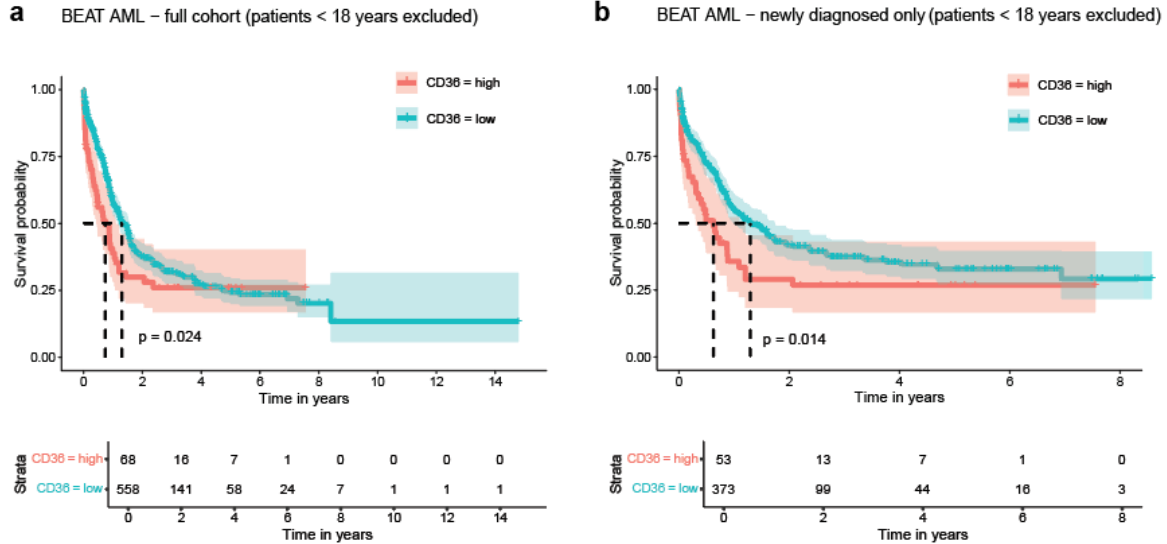 a BEAT AML − full cohort (patients < 18 years excluded)
CD36 = high
CD36 = low
Survival probability
1.00
0.75
0.50
0.25
0.00
p = 0.024
0 2 4 6 8 10 12 14
Time in years
Strata
CD36 = high 68 16 7 1 0 0 0 0
CD36 = low 558 141 58 24 7 1 1 1
0 2 4 6 8 10 12 14
Time in years
b BEAT AML − newly diagnosed only (patients < 18 years excluded)
CD36 = high
CD36 = low
Survival probability
1.00
0.75
0.50
0.25
0.00
p = 0.014
0 2 4 6 8
Time in years
Strata
CD36 = high 53 13 7 1 0
CD36 = low 373 99 44 16 3
0 2 4 6 8
Time in years